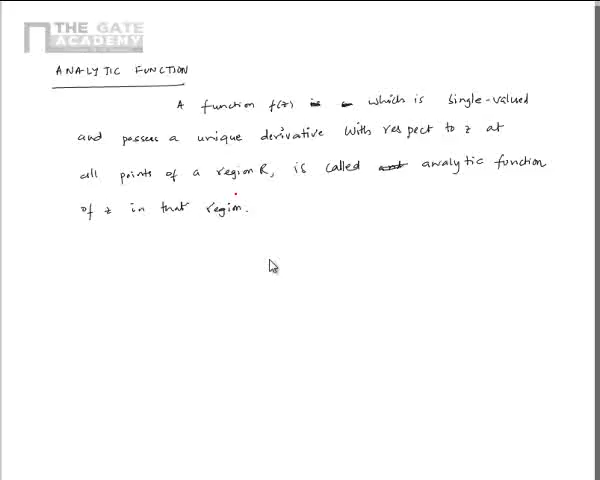 THE GATE
ACADEMY
ANALYTIC FUNCTION
A function f(z) is which is single-valued
and posses a unique derivative with respect to z at
all points of a region R, is called analytic function
of z in that region.